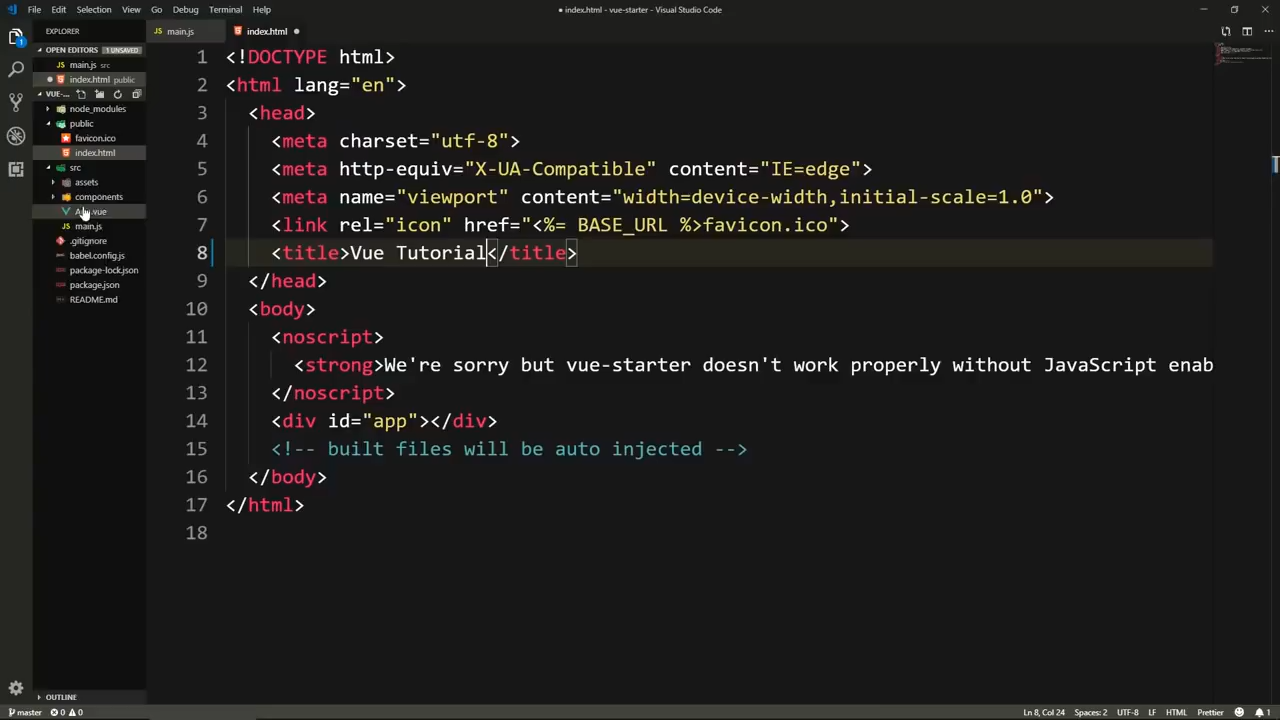 File Edit Selection View Go Debug Terminal Help
• index.html - vue-starter - Visual Studio Code
EXPLORER
main.js
index.html
OPEN EDITORS 1 UNSAVED
main.js src
index.html public
VUE-...
node_modules
public
favicon.ico
index.html
src
assets
components
App.vue
main.js
.gitignore
babel.config.js
package-lock.json
package.json
README.md
1 <!DOCTYPE html>
2 <html lang="en">
3 <head>
4 <meta charset="utf-8">
5 <meta http-equiv="X-UA-Compatible" content="IE=edge">
6 <meta name="viewport" content="width=device-width,initial-scale=1.0">
7 <link rel="icon" href="<%= BASE_URL %>favicon.ico">
8 <title>Vue Tutorial</title>
9 </head>
10 <body>
11 <noscript>
12 <strong>We're sorry but vue-starter doesn't work properly without JavaScript enab
13 </noscript>
14 <div id="app"></div>
15 <!-- built files will be auto injected -->
16 </body>
17 </html>
18
OUTLINE
master 0 0
Ln 8, Col 24 Spaces: 2 UTF-8 LF HTML Prettier 1